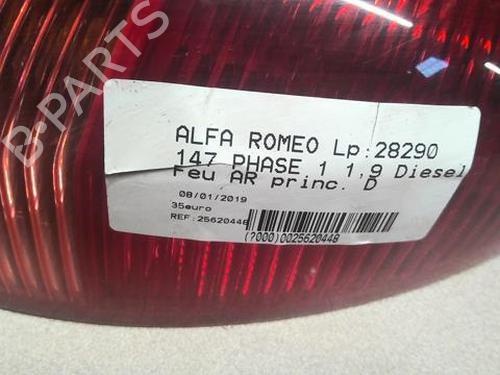 B-PARTS
ALFA ROMEO Lp:28290
147 PHASE 1 1,9 Diesel
Feu AR princ. D
08/01/2019
35euro
REF:25620448
(?000)0025620448